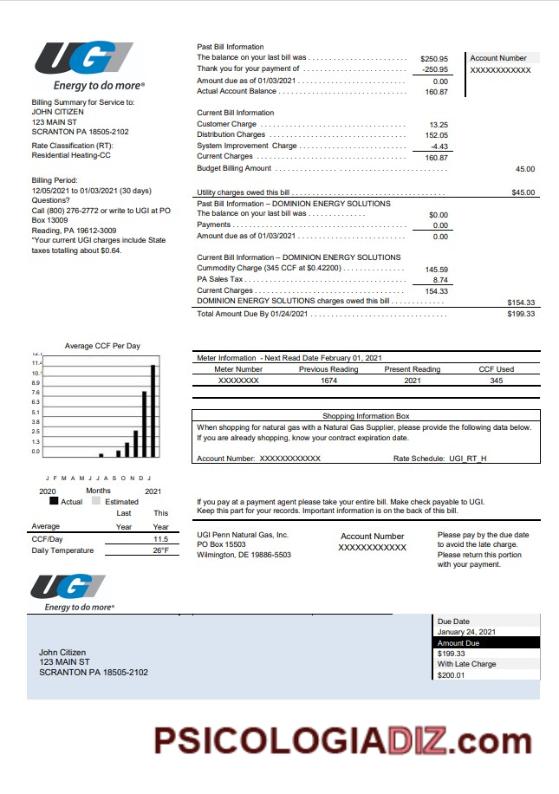 UGI
Energy to do more®
Billing Summary for Service to:
JOHN CITIZEN
123 MAIN ST
SCRANTON PA 18505-2102
Rate Classification (RT):
Residential Heating-CC
Billing Period:
12/05/2021 to 01/03/2021 (30 days)
Questions?
Call (800) 276-2772 or write to UGI at PO
Box 13009
Reading, PA 19612-3009
*Your current UGI charges include State
taxes totalling about $0.64.
Past Bill Information
The balance on your last bill was $250.95
Thank you for your payment of -250.95
Amount due as of 01/03/2021 0.00
Actual Account Balance 160.87
Account Number
XXXXXXXXXXXX
Current Bill Information
Customer Charge 13.25
Distribution Charges 152.05
System Improvement Charge -4.43
Current Charges 160.87
Budget Billing Amount 45.00
Utility charges owed this bill $45.00
Past Bill Information – DOMINION ENERGY SOLUTIONS
The balance on your last bill was $0.00
Payments 0.00
Amount due as of 01/03/2021 0.00
Current Bill Information – DOMINION ENERGY SOLUTIONS
Cummodity Charge (345 CCF at $0.42200) 145.59
PA Sales Tax 8.74
Current Charges 154.33
DOMINION ENERGY SOLUTIONS charges owed this bill $154.33
Total Amount Due By 01/24/2021 $199.33
Average CCF Per Day
11.4
10.
8.9
7.6
6.3
5.1
3.8
2.5
1.3
0.0
J F M A M J J A S O N D J
2020 Months 2021
Actual Estimated
Last This
Average Year Year
CCF/Day 11.5
Daily Temperature 26°F
Meter Information - Next Read Date February 01, 2021
Meter Number Previous Reading Present Reading CCF Used
XXXXXXXX 1674 2021 345
Shopping Information Box
When shopping for natural gas with a Natural Gas Supplier, please provide the following data below.
If you are already shopping, know your contract expiration date.
Account Number: XXXXXXXXXXXX Rate Schedule: UGI_RT_H
If you pay at a payment agent please take your entire bill. Make check payable to UGI.
Keep this part for your records. Important information is on the back of this bill.
UGI Penn Natural Gas, Inc.
PO Box 15503
Wilmington, DE 19886-5503
Account Number
XXXXXXXXXXXX
Please pay by the due date
to avoid the late charge.
Please return this portion
with your payment.
UGI
Energy to do more®
John Citizen
123 MAIN ST
SCRANTON PA 18505-2102
Due Date
January 24, 2021
Amount Due
$199.33
With Late Charge
$200.01
PSICOLOGIADIZ.com